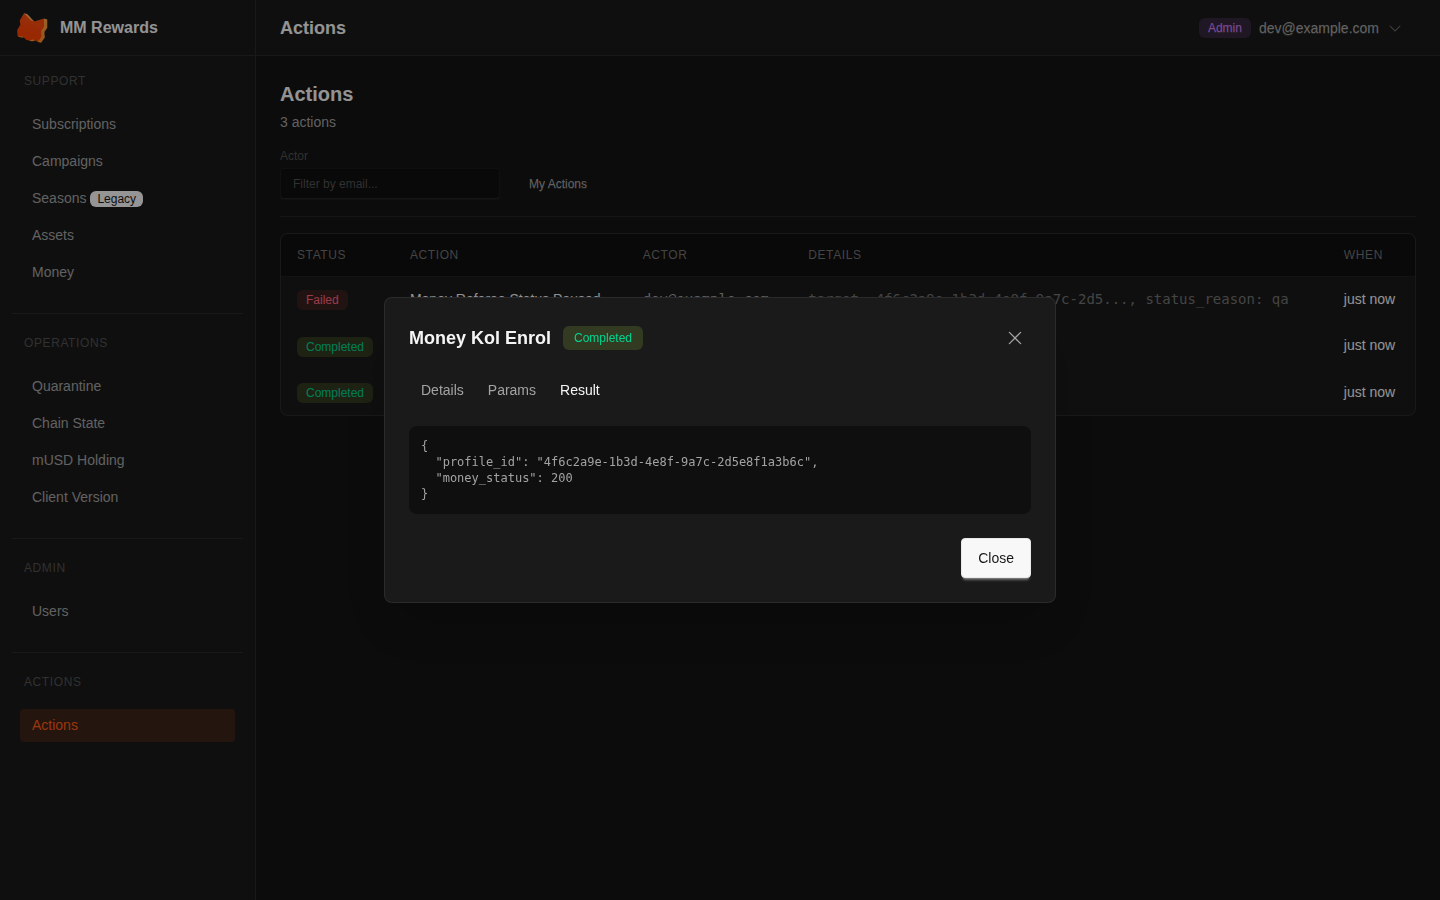 MM Rewards
Actions
Admin dev@example.com
SUPPORT
Subscriptions
Campaigns
Seasons Legacy
Assets
Money
OPERATIONS
Quarantine
Chain State
mUSD Holding
Client Version
ADMIN
Users
ACTIONS
Actions
Actions
3 actions
Actor
Filter by email...
My Actions
STATUS ACTION ACTOR DETAILS WHEN
Failed 7c-2d5..., status_reason: qa just now
Completed just now
Completed just now
Money Kol Enrol Completed
Details Params Result
{
"profile_id": "4f6c2a9e-1b3d-4e8f-9a7c-2d5e8f1a3b6c",
"money_status": 200
}
Close